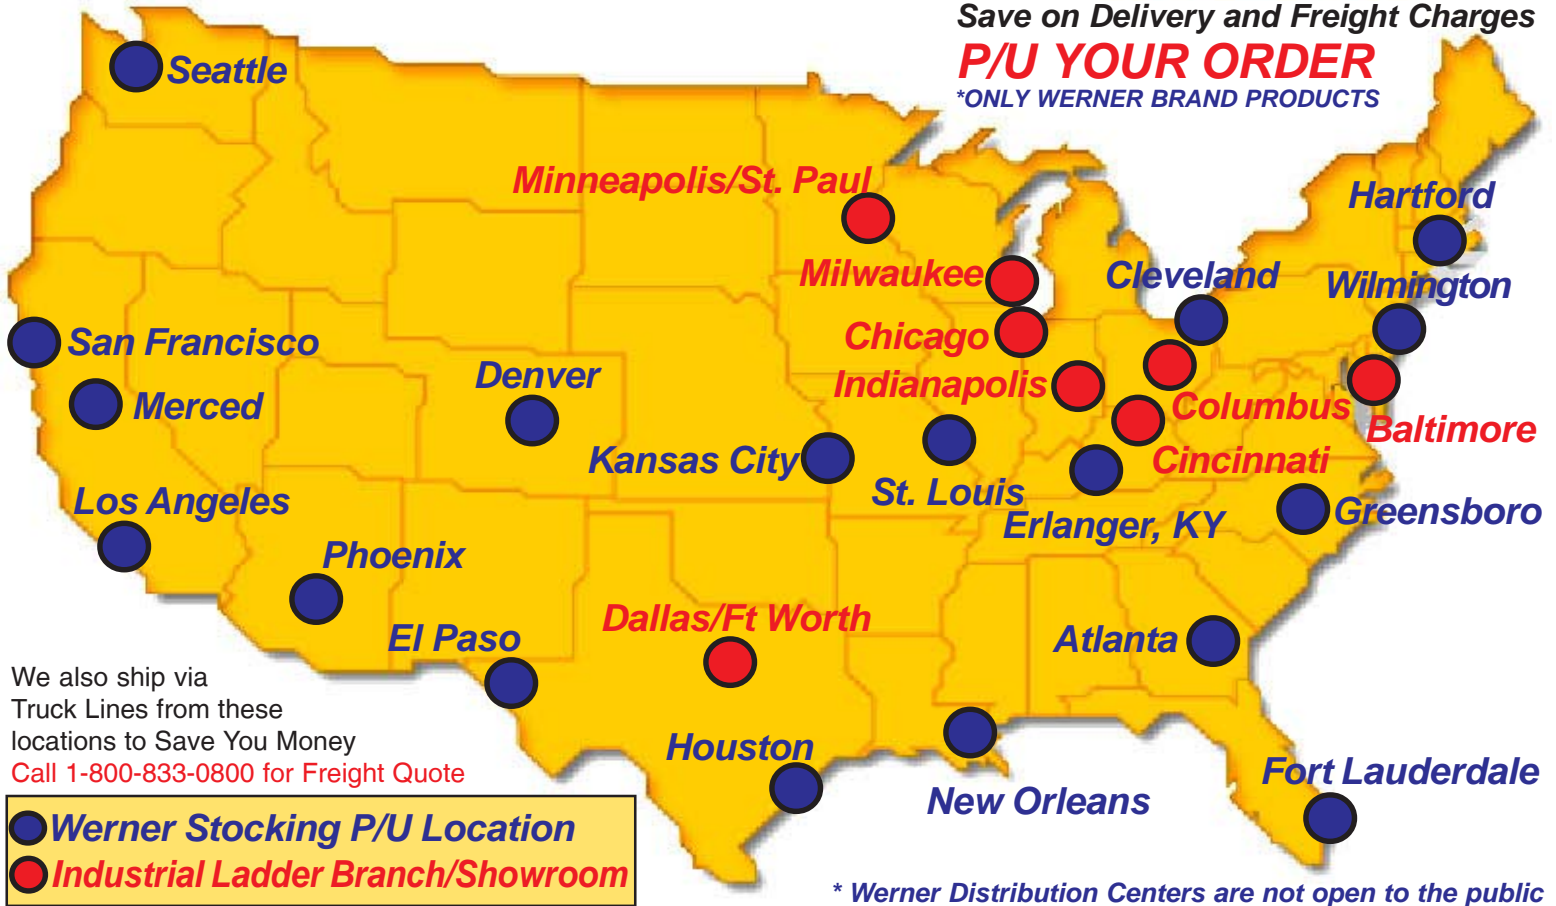 Save on Delivery and Freight Charges
P/U YOUR ORDER
*ONLY WERNER BRAND PRODUCTS
Seattle
Minneapolis/St. Paul
Hartford
Milwaukee
Cleveland
Wilmington
San Francisco
Chicago
Denver
Indianapolis
Merced
Columbus
Baltimore
Kansas City
Cincinnati
St. Louis
Los Angeles
Greensboro
Erlanger, KY
Phoenix
Dallas/Ft Worth
El Paso
Atlanta
We also ship via
Truck Lines from these
locations to Save You Money
Call 1-800-833-0800 for Freight Quote
Houston
Fort Lauderdale
New Orleans
Werner Stocking P/U Location
Industrial Ladder Branch/Showroom
* Werner Distribution Centers are not open to the public